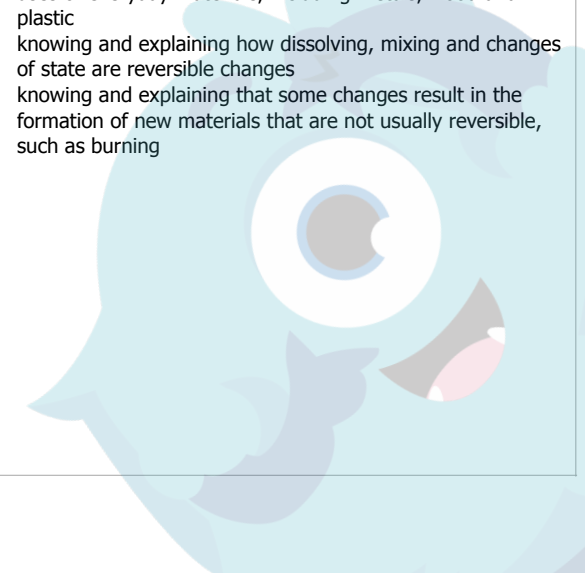 plastic
knowing and explaining how dissolving, mixing and changes
of state are reversible changes
knowing and explaining that some changes result in the
formation of new materials that are not usually reversible,
such as burning